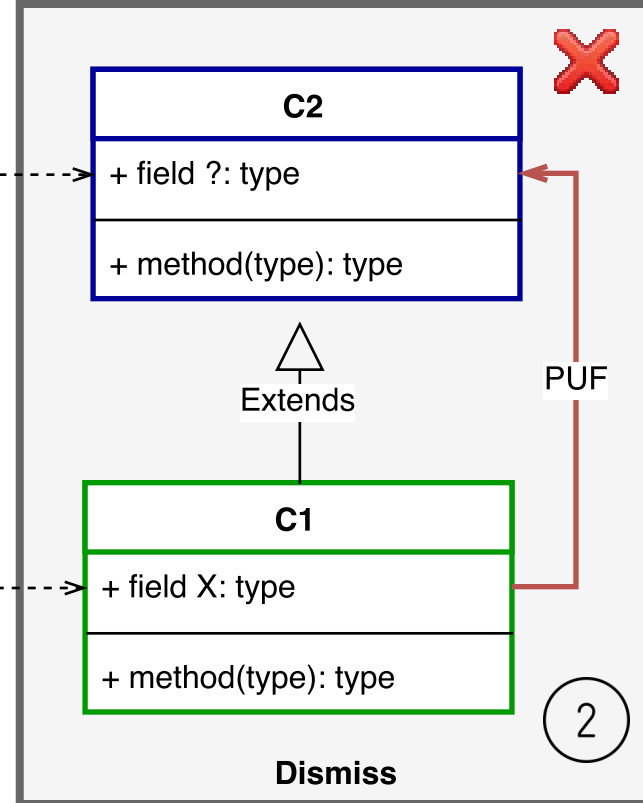 C2
+ field ?: type
+ method(type): type
Extends
PUF
C1
+ field X: type
+ method(type): type
2
Dismiss